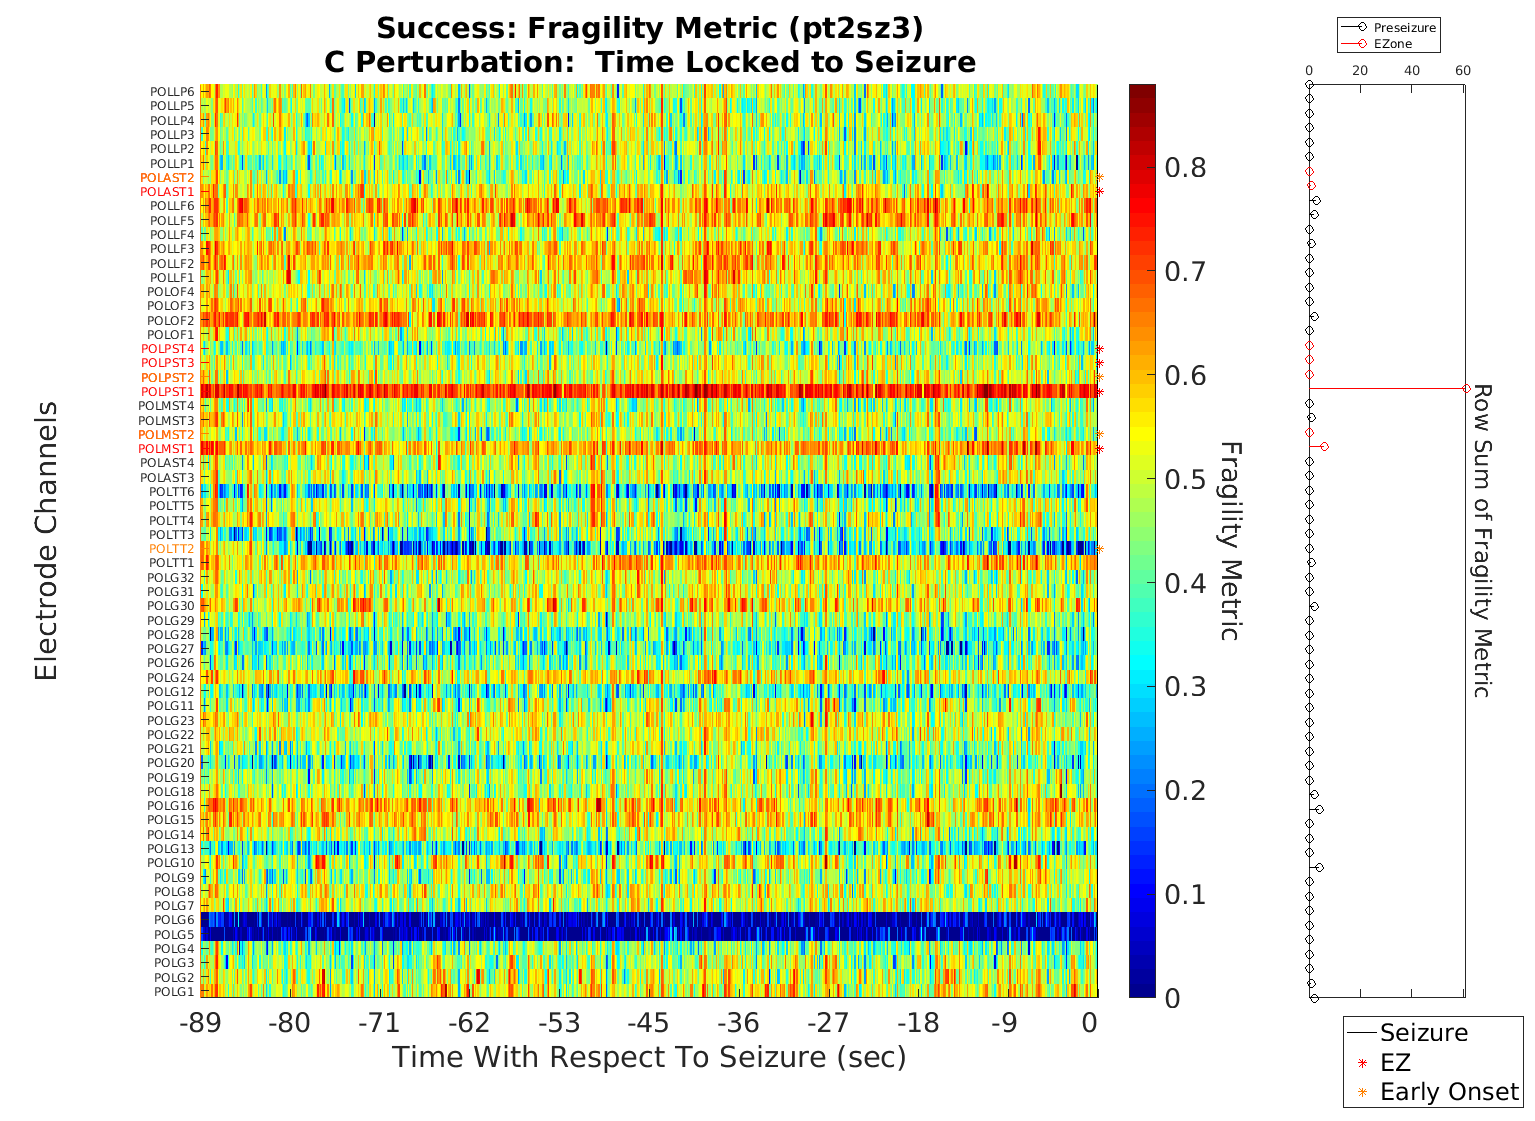 Success: Fragility Metric (pt2sz3)
C Perturbation: Time Locked to Seizure
Preseizure
EZone
0 20 40 60
Electrode Channels
POLLP6
POLLP5
POLLP4
POLLP3
POLLP2
POLLP1
POLAST2
POLAST1
POLLF6
POLLF5
POLLF4
POLLF3
POLLF2
POLLF1
POLOF4
POLOF3
POLOF2
POLOF1
POLPST4
POLPST3
POLPST2
POLPST1
POLMST4
POLMST3
POLMST2
POLMST1
POLAST4
POLAST3
POLTT6
POLTT5
POLTT4
POLTT3
POLTT2
POLTT1
POLG32
POLG31
POLG30
POLG29
POLG28
POLG27
POLG26
POLG24
POLG12
POLG11
POLG23
POLG22
POLG21
POLG20
POLG19
POLG18
POLG16
POLG15
POLG14
POLG13
POLG10
POLG9
POLG8
POLG7
POLG6
POLG5
POLG4
POLG3
POLG2
POLG1
-89 -80 -71 -62 -53 -45 -36 -27 -18 -9 0
Time With Respect To Seizure (sec)
0.8
0.7
0.6
0.5
0.4
0.3
0.2
0.1
0
Fragility Metric
Row Sum of Fragility Metric
Seizure
EZ
Early Onset